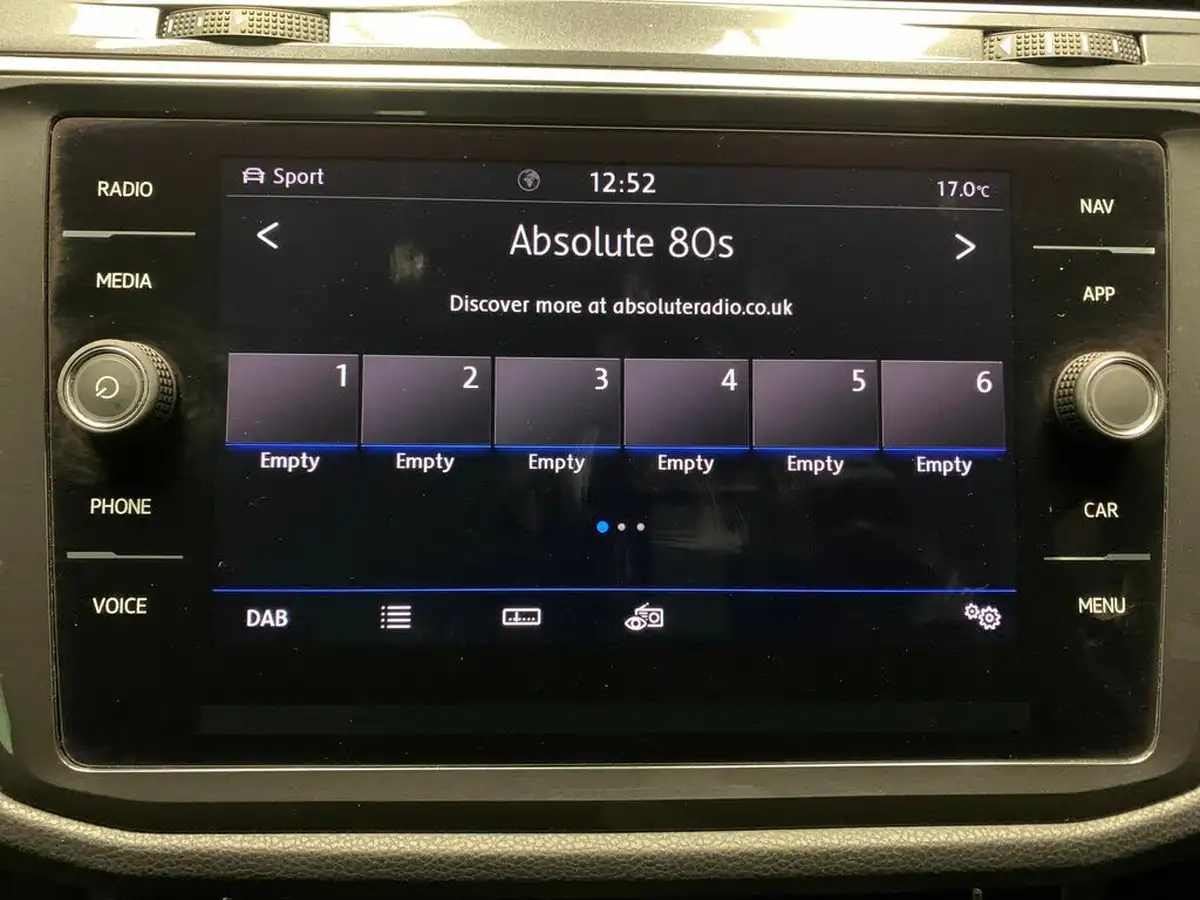 RADIO
MEDIA
PHONE
VOICE
Sport
12:52
17.0°C
Absolute 80s
Discover more at absoluteradio.co.uk
1 2 3 4 5 6
Empty Empty Empty Empty Empty Empty
DAB
NAV
APP
CAR
MENU